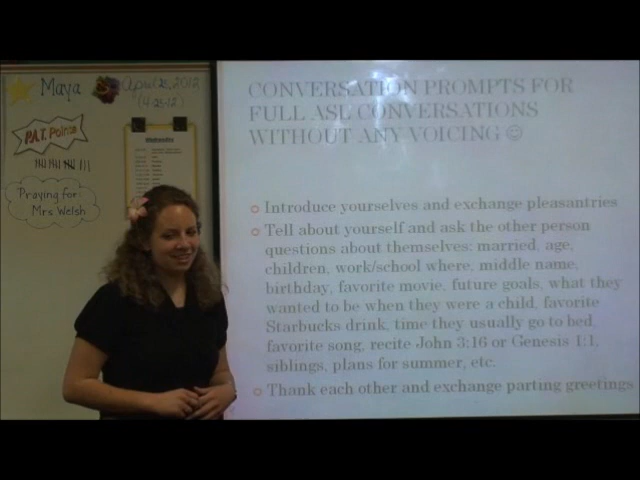 Maya
April 25, 2012
(4-25-12)
P.A.T. Points
Praying for:
Mrs Welsh
CONVERSATION PROMPTS FOR
FULL ASL CONVERSATIONS
WITHOUT ANY VOICING ☺
Introduce yourselves and exchange pleasantries
Tell about yourself and ask the other person
questions about themselves: married, age,
children, work/school where, middle name,
birthday, favorite movie, future goals, what they
wanted to be when they were a child, favorite
Starbucks drink, time they usually go to bed,
favorite song, recite John 3:16 or Genesis 1:1,
siblings, plans for summer, etc.
Thank each other and exchange parting greetings